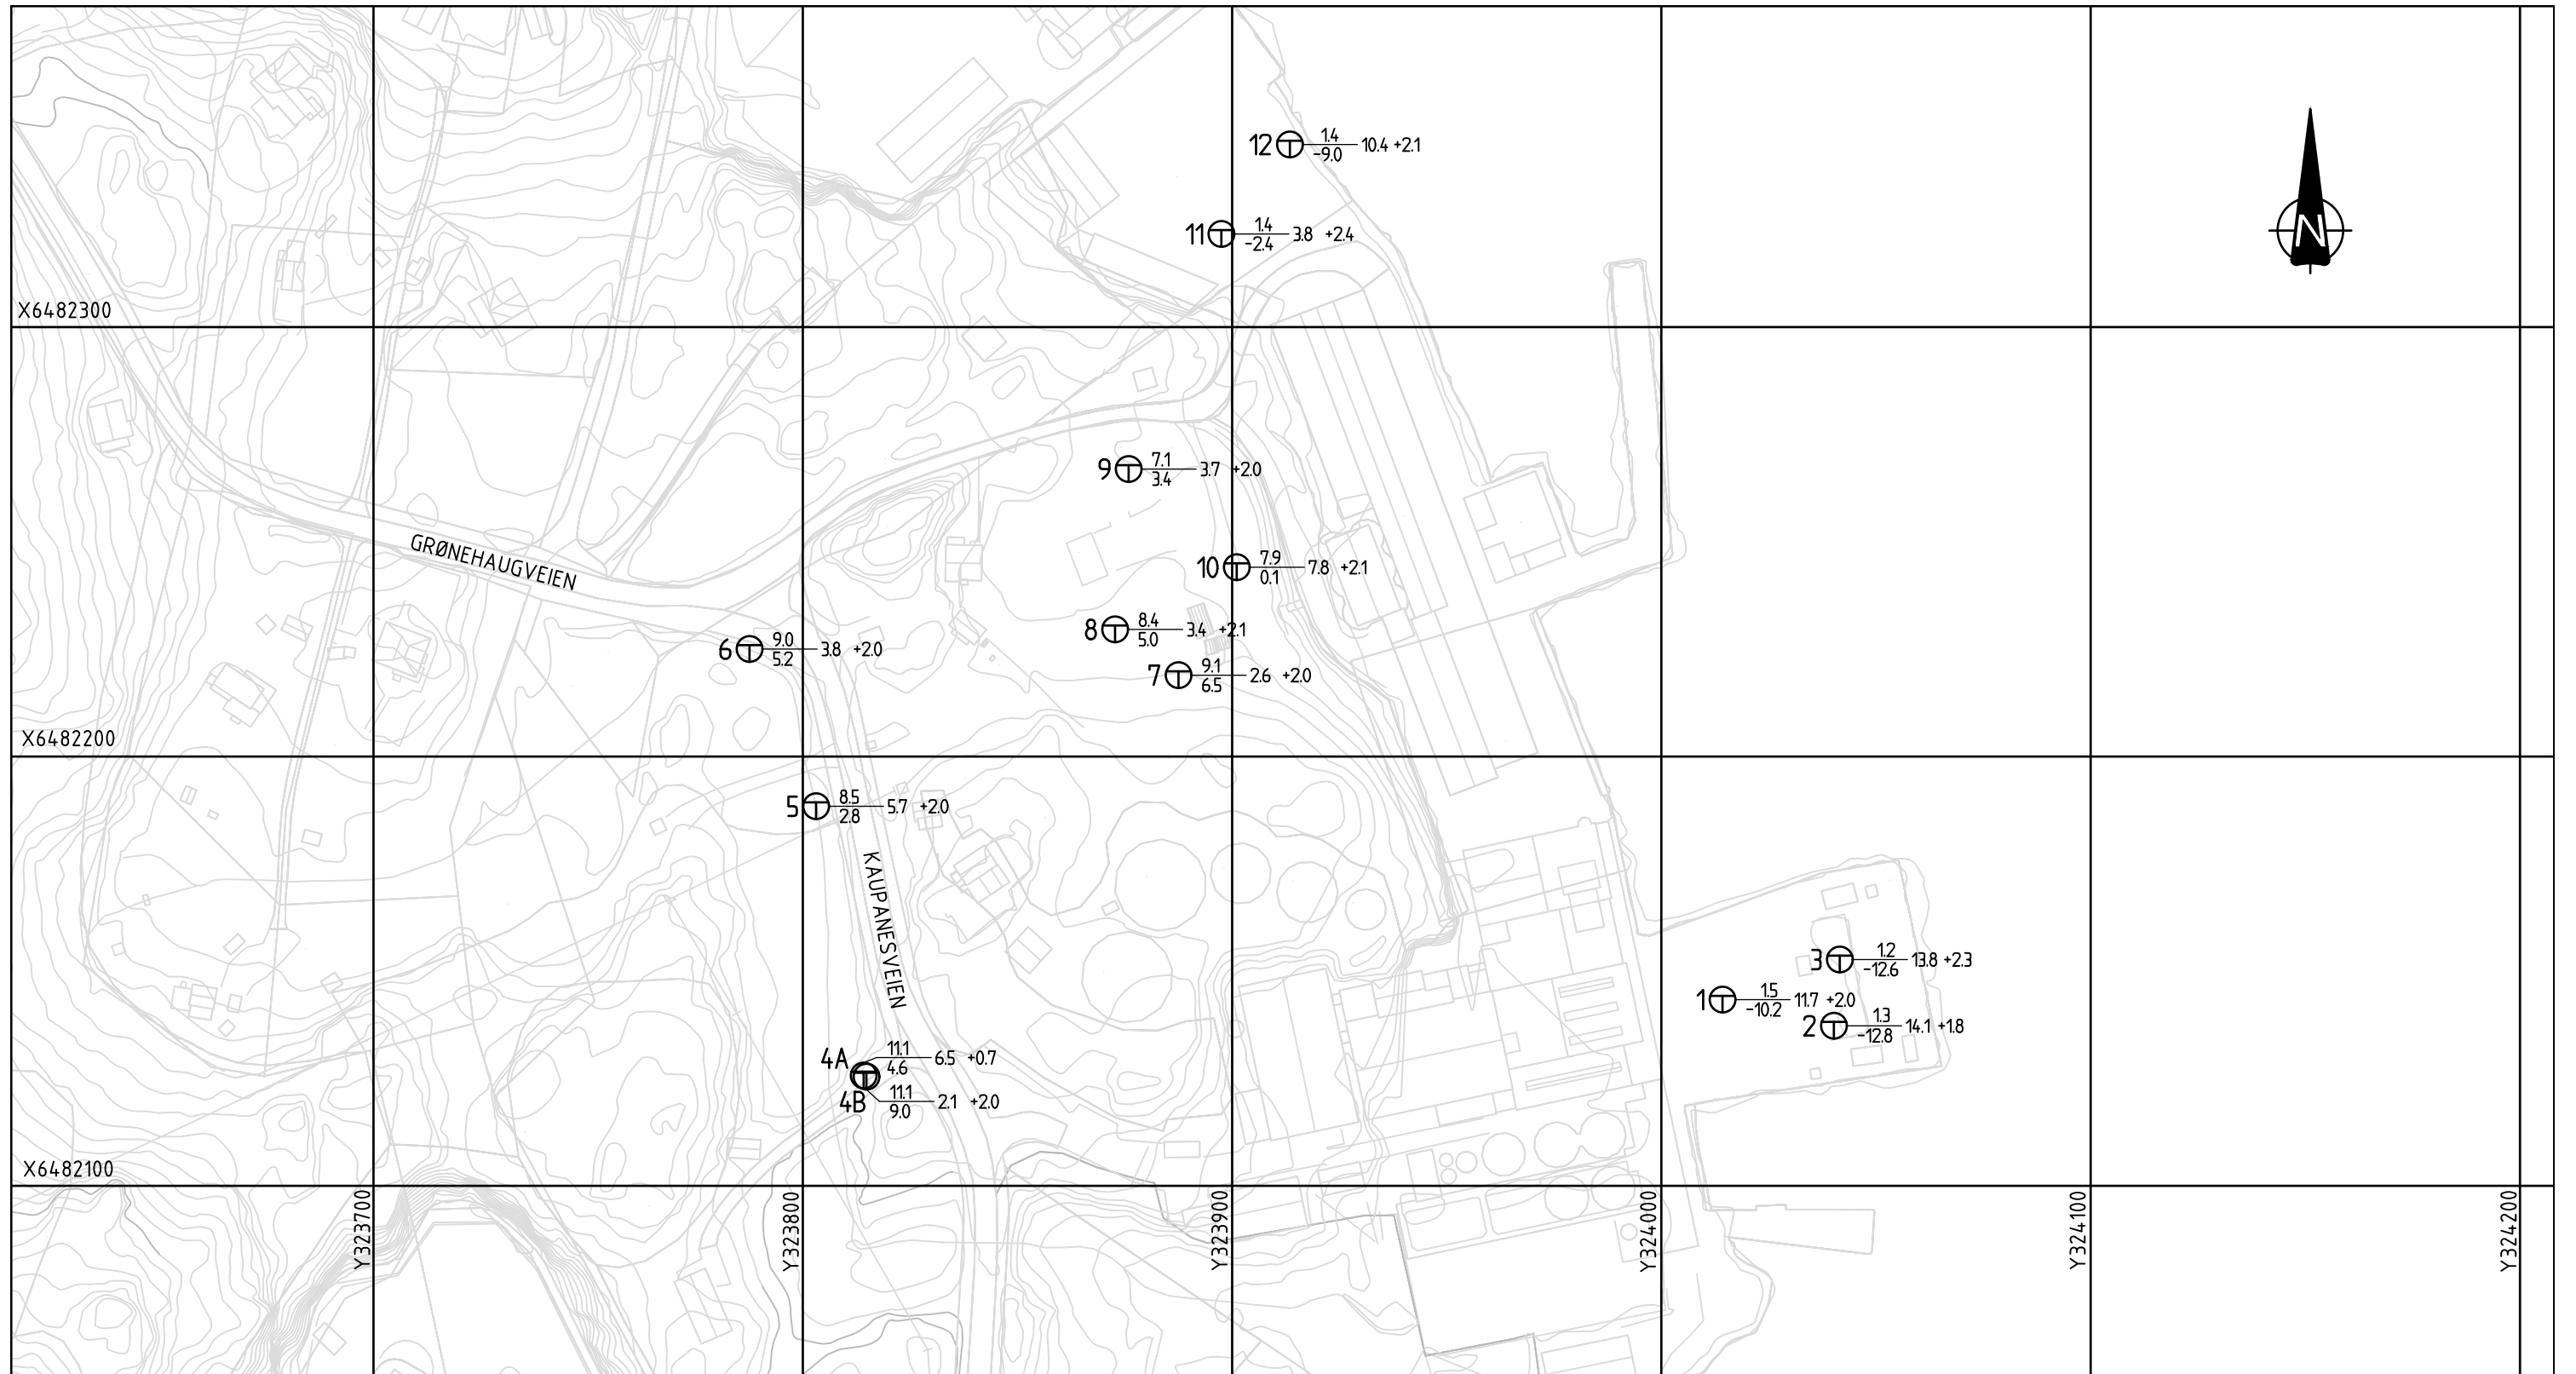 1.4
12 10.4 +2.1
-9.0
1.4
11 3.8 +2.4
-2.4
N
X6482300
7.1
9 3.7 +2.0
3.4
GRØNEHAUGVEIEN
7.9
10 7.8 +2.1
0.1
8.4
8 3.4 +2.1
5.0
9.0
6 3.8 +2.0
5.2
9.1
7 2.6 +2.0
6.5
X6482200
8.5
5 5.7 +2.0
2.8
KAUPANESVEIEN
1.2
3 13.8 +2.3
-12.6
1.5
1 11.7 +2.0
-10.2
1.3
2 14.1 +1.8
-12.8
11.1
4A 6.5 +0.7
4.6
11.1
4B 2.1 +2.0
9.0
X6482100
Y323700
Y323800
Y323900
Y324000
Y324100
Y324200